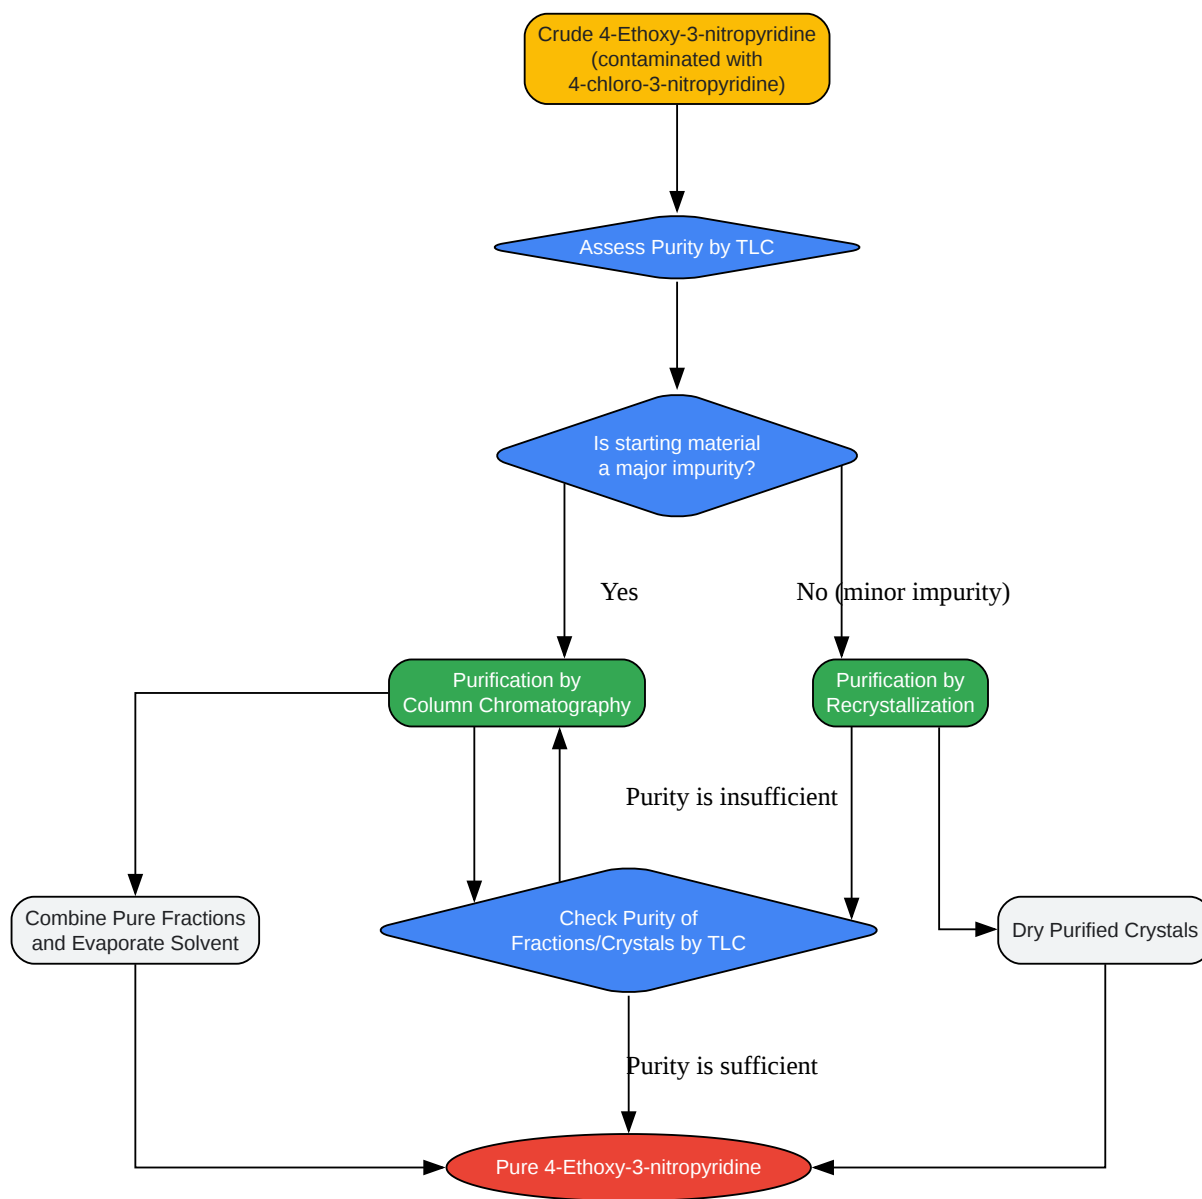 Crude 4-Ethoxy-3-nitropyridine
(contaminated with
4-chloro-3-nitropyridine)
Assess Purity by TLC
Is starting material
a major impurity?
Yes
No (minor impurity)
Purification by
Column Chromatography
Purification by
Recrystallization
Purity is insufficient
Combine Pure Fractions
and Evaporate Solvent
Check Purity of
Fractions/Crystals by TLC
Dry Purified Crystals
Purity is sufficient
Pure 4-Ethoxy-3-nitropyridine